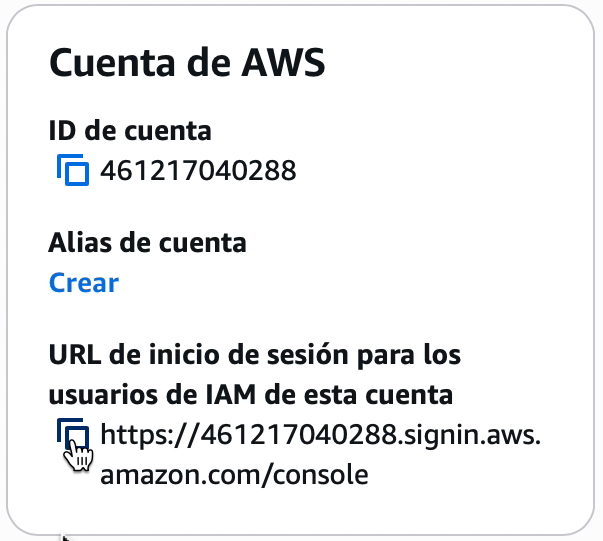 Cuenta de AWS
ID de cuenta
461217040288
Alias de cuenta
Crear
URL de inicio de sesión para los
usuarios de IAM de esta cuenta
https://461217040288.signin.aws.
amazon.com/console